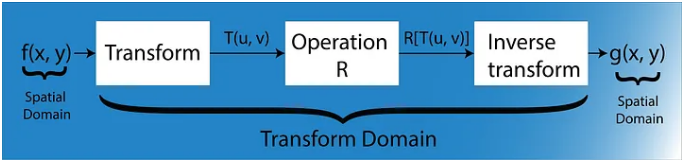 f(x, y)
Transform
T(u, v)
Operation
R
R[T(u, v)]
Inverse
transform
g(x, y)
Spatial
Domain
Spatial
Domain
Transform Domain